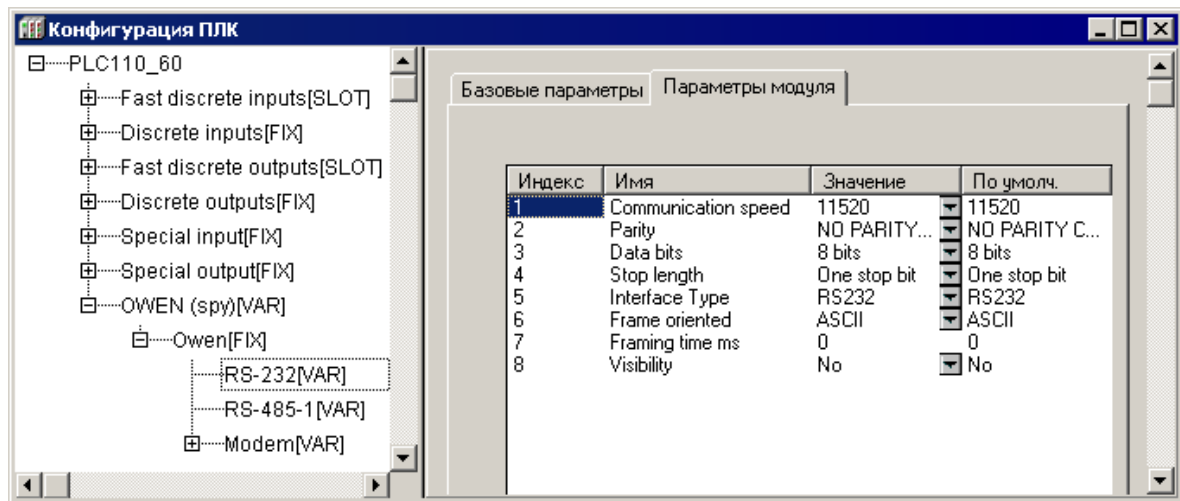 Конфигурация ПЛК
PLC110_60
Fast discrete inputs[SLOT]
Discrete inputs[FIX]
Fast discrete outputs[SLOT]
Discrete outputs[FIX]
Special input[FIX]
Special output[FIX]
OWEN (spy)[VAR]
Owen[FIX]
RS-232[VAR]
RS-485-1[VAR]
Modem[VAR]
Базовые параметры Параметры модуля
Индекс Имя Значение По умолч.
1 Communication speed 11520 11520
2 Parity NO PARITY... NO PARITY C...
3 Data bits 8 bits 8 bits
4 Stop length One stop bit One stop bit
5 Interface Type RS232 RS232
6 Frame oriented ASCII ASCII
7 Framing time ms 0 0
8 Visibility No No